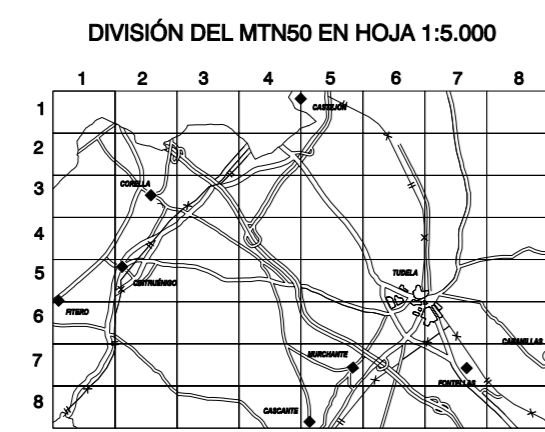 DIVISIÓN DEL MTN50 EN HOJA 1:5.000
1 2 3 4 5 6 7 8
1
CASTEJÓN
2
3
CORELLA
4
5
TUDELA
CINTRUÉNIGO
6
FITERO
CABANILLAS
7
MURCHANTE
FONTELLAS
8
CASCANTE